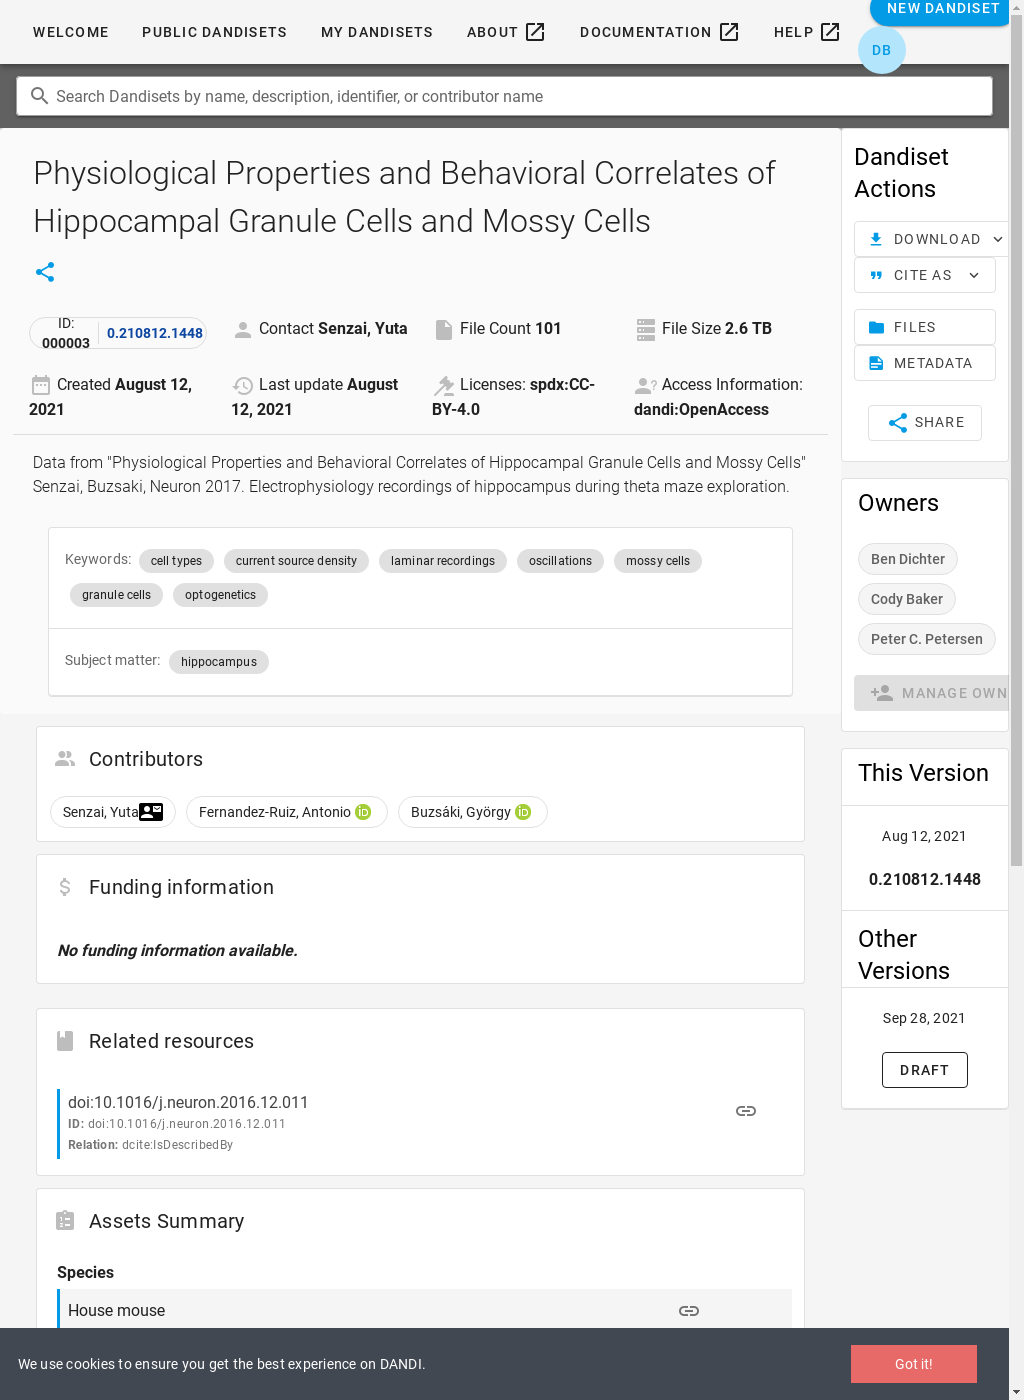 WELCOME PUBLIC DANDISETS MY DANDISETS ABOUT DOCUMENTATION HELP NEW DANDISET
DB
Search Dandisets by name, description, identifier, or contributor name
Physiological Properties and Behavioral Correlates of
Hippocampal Granule Cells and Mossy Cells
ID:
000003 0.210812.1448
Contact Senzai, Yuta
File Count 101
File Size 2.6 TB
Created August 12,
2021
Last update August
12, 2021
Licenses: spdx:CC-
BY-4.0
Access Information:
dandi:OpenAccess
Data from "Physiological Properties and Behavioral Correlates of Hippocampal Granule Cells and Mossy Cells"
Senzai, Buzsaki, Neuron 2017. Electrophysiology recordings of hippocampus during theta maze exploration.
Keywords: cell types current source density laminar recordings oscillations mossy cells
granule cells optogenetics
Subject matter: hippocampus
Contributors
Senzai, Yuta Fernandez-Ruiz, Antonio iD Buzsáki, György iD
Funding information
No funding information available.
Related resources
doi:10.1016/j.neuron.2016.12.011
ID: doi:10.1016/j.neuron.2016.12.011
Relation: dcite:IsDescribedBy
Assets Summary
Species
House mouse
Dandiset
Actions
DOWNLOAD
CITE AS
FILES
METADATA
SHARE
Owners
Ben Dichter
Cody Baker
Peter C. Petersen
MANAGE OWN
This Version
Aug 12, 2021
0.210812.1448
Other
Versions
Sep 28, 2021
DRAFT
We use cookies to ensure you get the best experience on DANDI.
Got it!